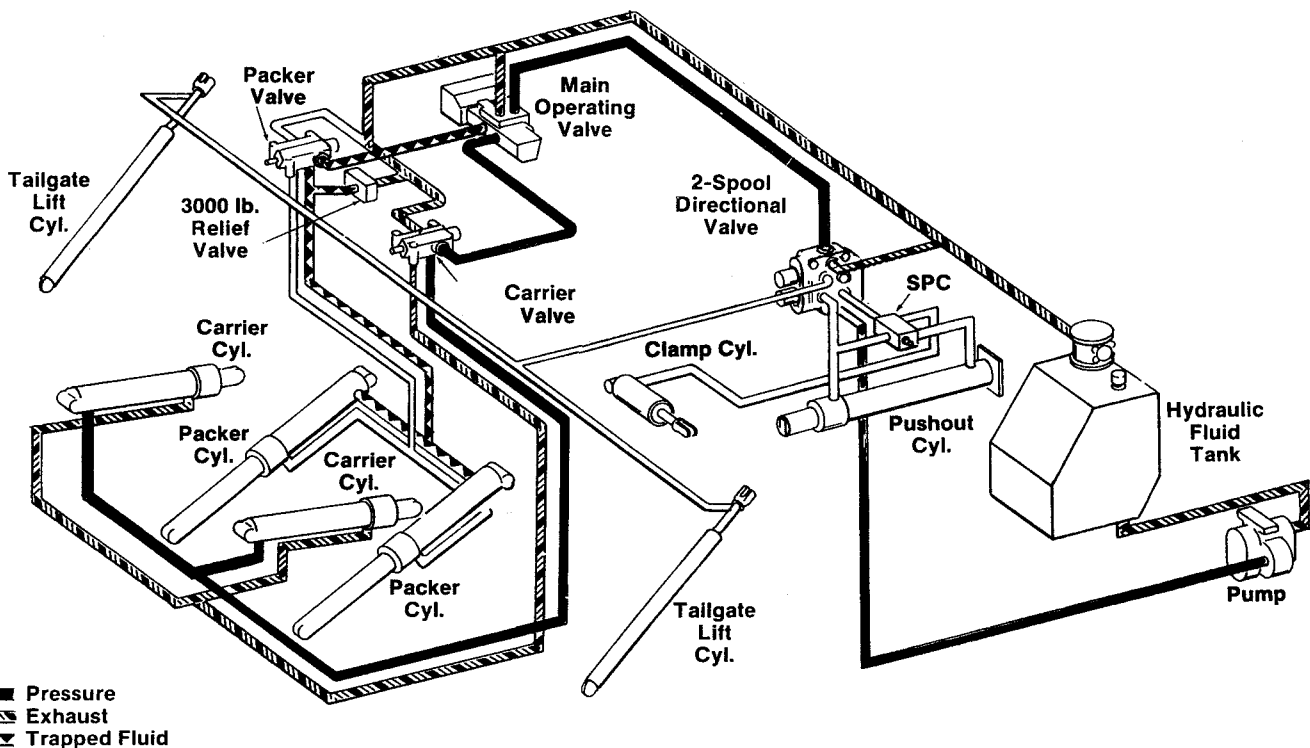 Packer
Valve
Main
Operating
Valve
Tailgate
Lift
Cyl.
3000 lb.
Relief
Valve
2-Spool
Directional
Valve
SPC
Carrier
Valve
Carrier
Cyl.
Clamp Cyl.
Packer
Cyl.
Carrier
Cyl.
Pushout
Cyl.
Hydraulic
Fluid
Tank
Packer
Cyl.
Tailgate
Lift
Cyl.
Pump
Pressure
Exhaust
Trapped Fluid